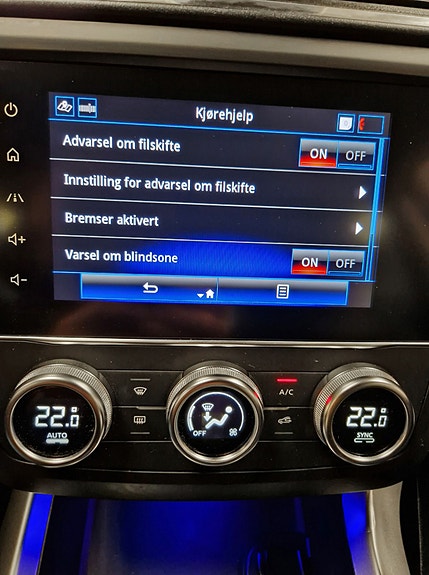 Kjørehjelp
Advarsel om filskifte
ON OFF
Innstilling for advarsel om filskifte
Bremser aktivert
Varsel om blindsone
ON OFF
22.0
AUTO
OFF
A/C
22.0
SYNC